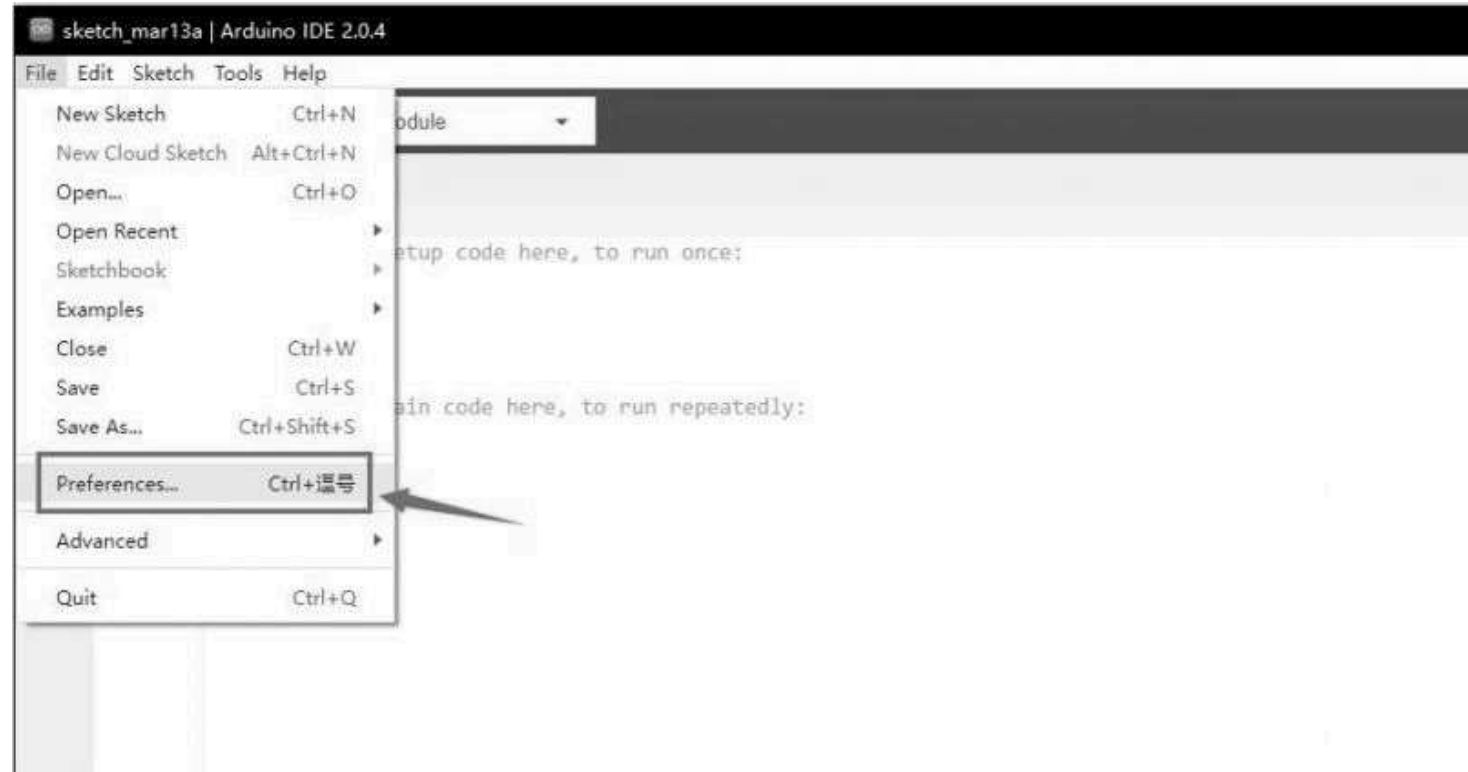 sketch_mar13a | Arduino IDE 2.0.4
File Edit Sketch Tools Help
New Sketch Ctrl+N
odule
New Cloud Sketch Alt+Ctrl+N
Open... Ctrl+O
Open Recent
etup code here, to run once:
Sketchbook
Examples
Close Ctrl+W
Save Ctrl+S
ain code here, to run repeatedly:
Save As... Ctrl+Shift+S
Preferences... Ctrl+逗号
Advanced
Quit Ctrl+Q